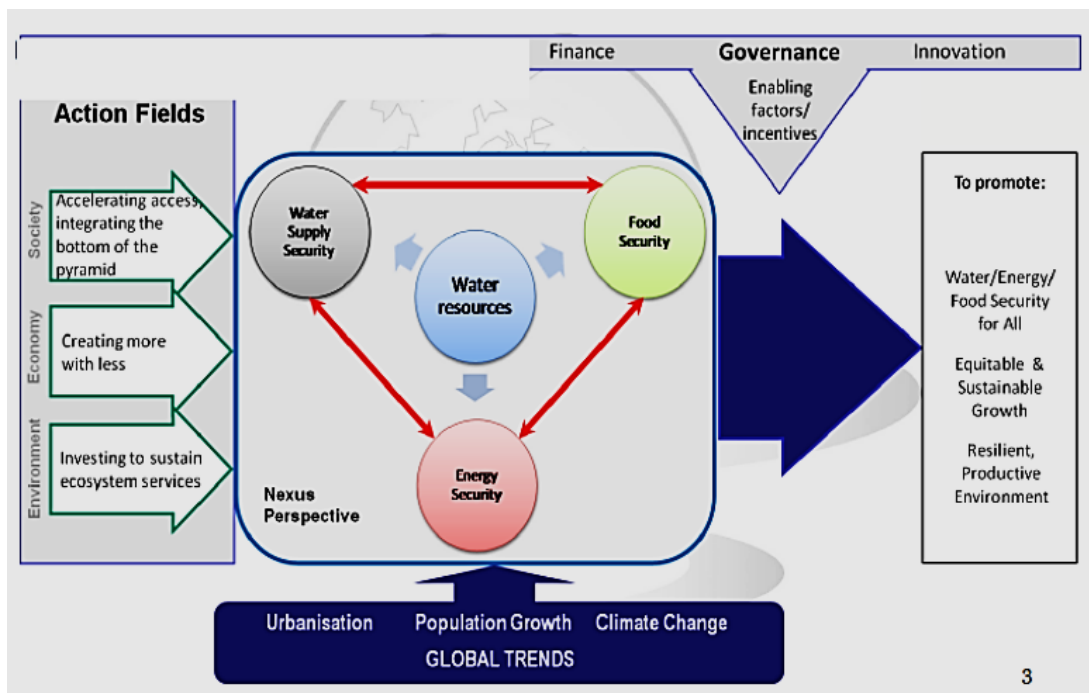 Finance
Governance
Innovation
Enabling
factors/
incentives
Action Fields
Society
Accelerating access,
integrating the
bottom of the
pyramid
Economy
Creating more
with less
Environment
Investing to sustain
ecosystem services
Water
Supply
Security
Food
Security
Water
resources
Energy
Security
Nexus
Perspective
To promote:
Water/Energy/
Food Security
for All
Equitable &
Sustainable
Growth
Resilient,
Productive
Environment
Urbanisation
Population Growth
Climate Change
GLOBAL TRENDS
3